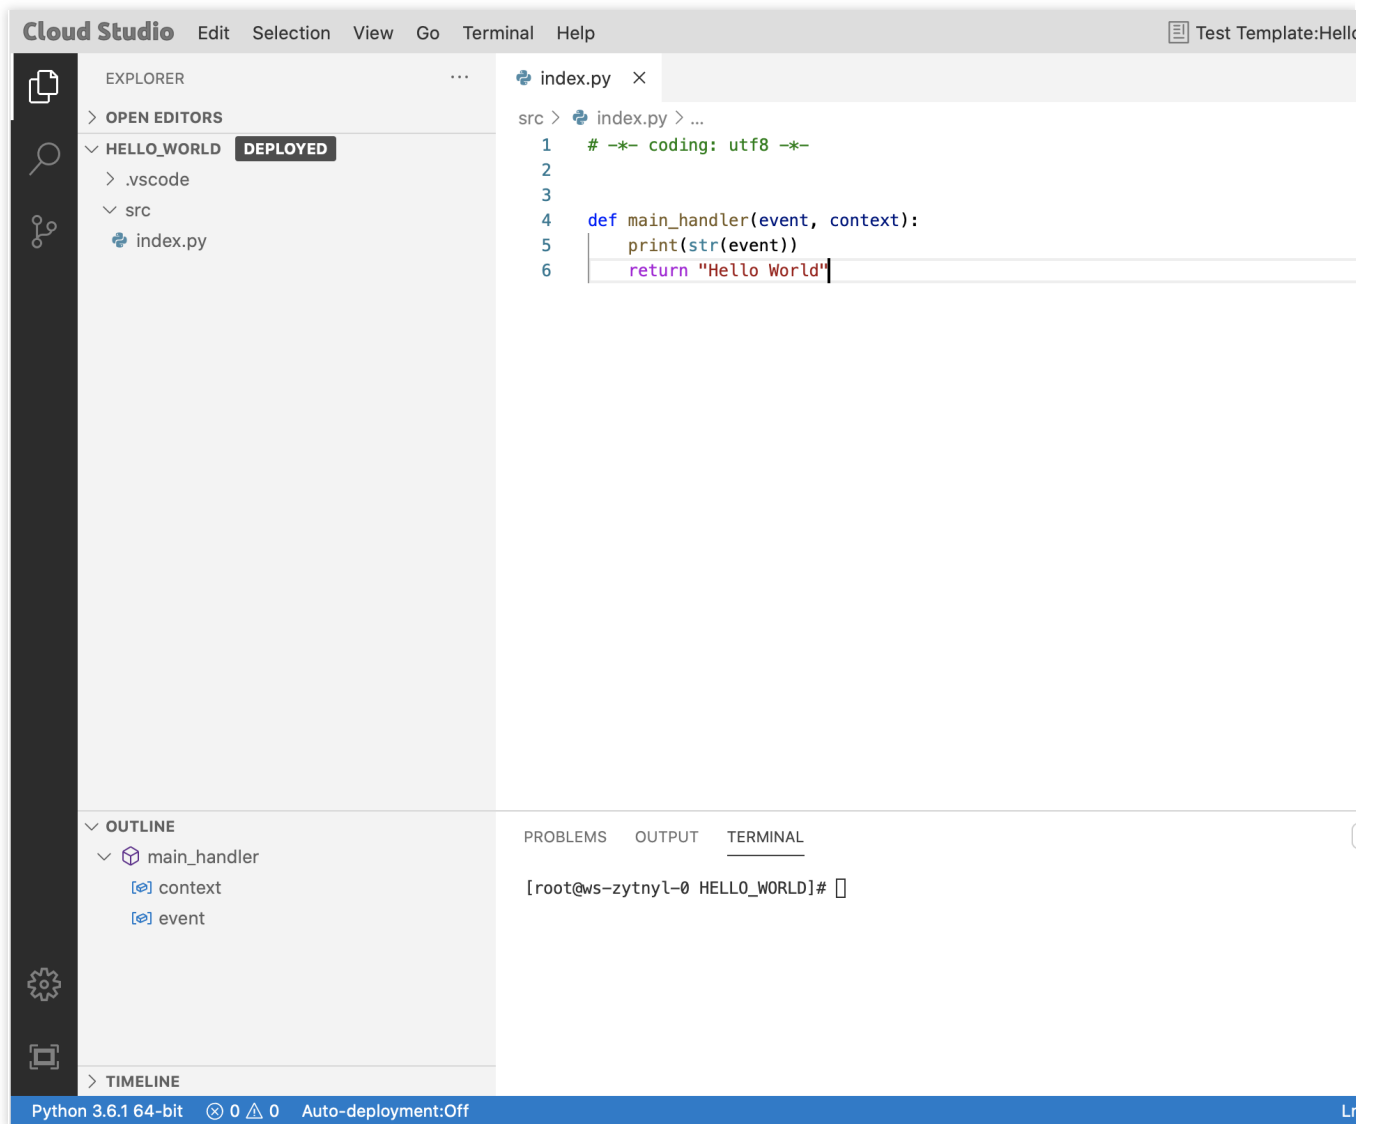 Cloud Studio Edit Selection View Go Terminal Help Test Template:Hello
EXPLORER ...
OPEN EDITORS
HELLO_WORLD DEPLOYED
.vscode
src
index.py
index.py
src > index.py > ...
1 # -*- coding: utf8 -*-
2
3
4 def main_handler(event, context):
5 print(str(event))
6 return "Hello World"
OUTLINE
main_handler
context
event
TIMELINE
PROBLEMS OUTPUT TERMINAL
[root@ws-zytnyl-0 HELLO_WORLD]#
Python 3.6.1 64-bit 0 0 Auto-deployment:Off Ln